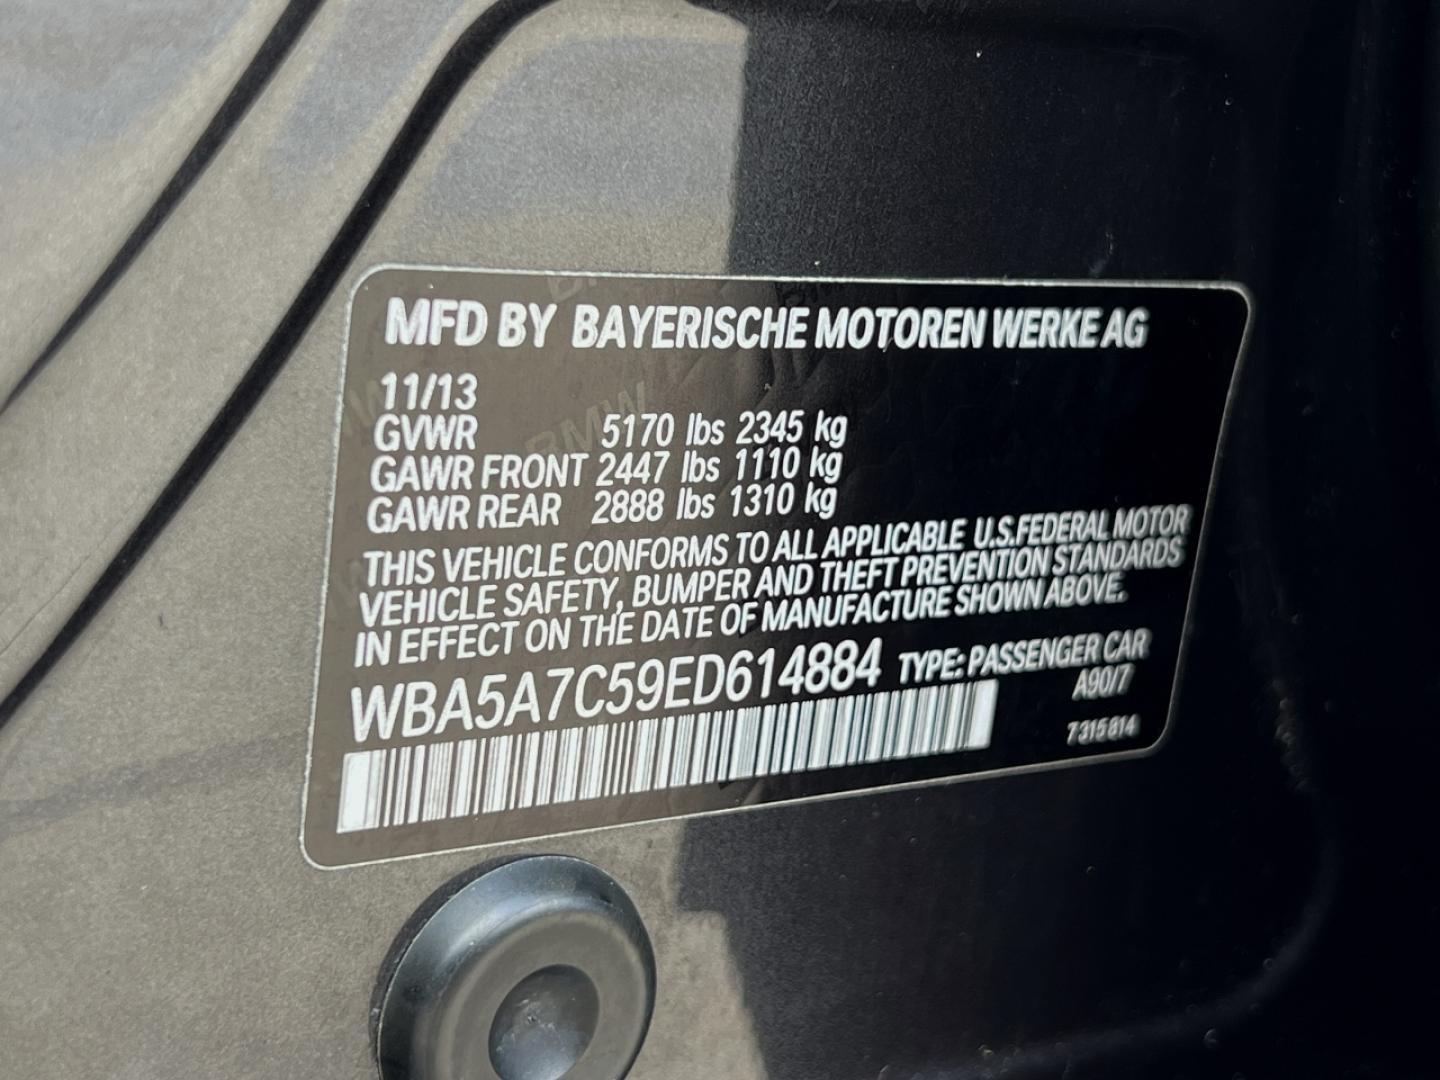 MFD BY BAYERISCHE MOTOREN WERKE AG
11/13
GVWR 5170 lbs 2345 kg
GAWR FRONT 2447 lbs 1110 kg
GAWR REAR 2888 lbs 1310 kg
THIS VEHICLE CONFORMS TO ALL APPLICABLE U.S.FEDERAL MOTOR
VEHICLE SAFETY, BUMPER AND THEFT PREVENTION STANDARDS
IN EFFECT ON THE DATE OF MANUFACTURE SHOWN ABOVE.
WBA5A7C59ED614884 TYPE: PASSENGER CAR
A90/7
7315814